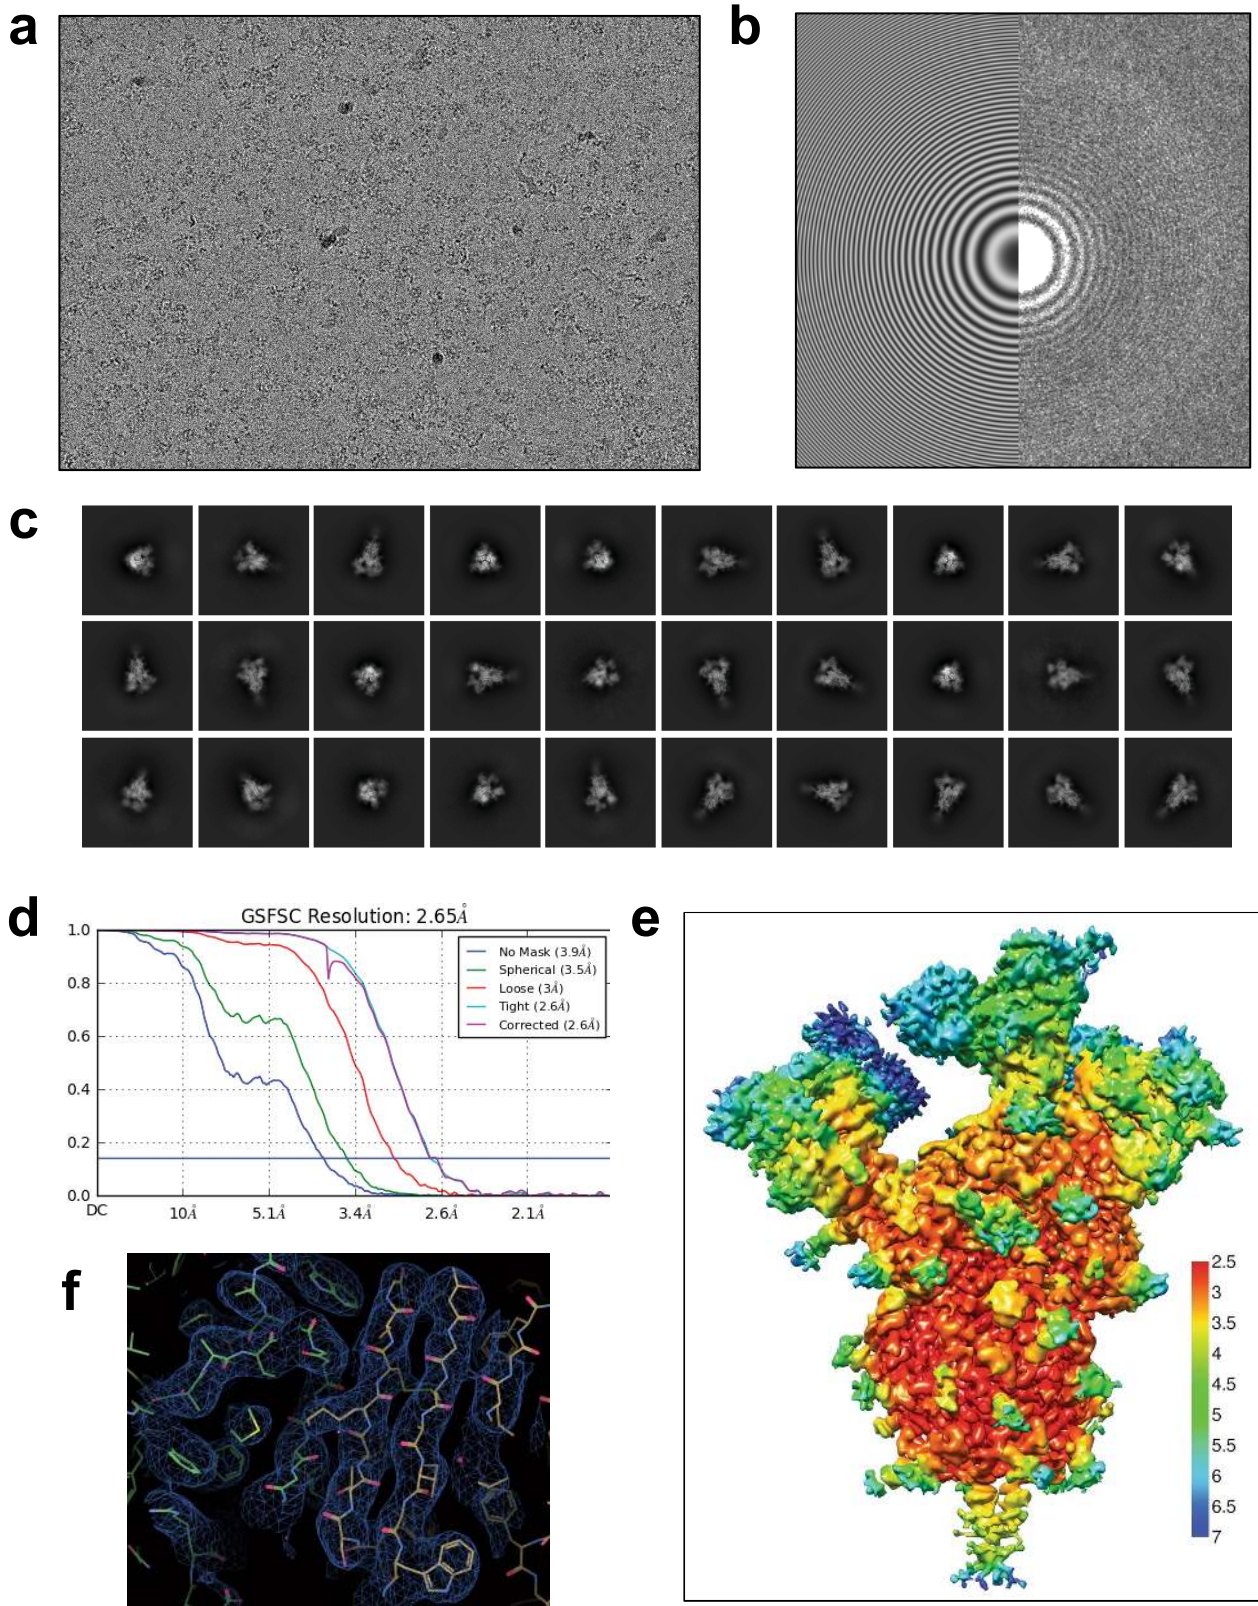 a
b
c
d
GSFSC Resolution: 2.65Å
1.0
0.8
0.6
0.4
0.2
0.0
DC
10Å
5.1Å
3.4Å
2.6Å
2.1Å
No Mask (3.9Å)
Spherical (3.5Å)
Loose (3Å)
Tight (2.6Å)
Corrected (2.6Å)
e
2.5
3
3.5
4
4.5
5
5.5
6
6.5
7
f